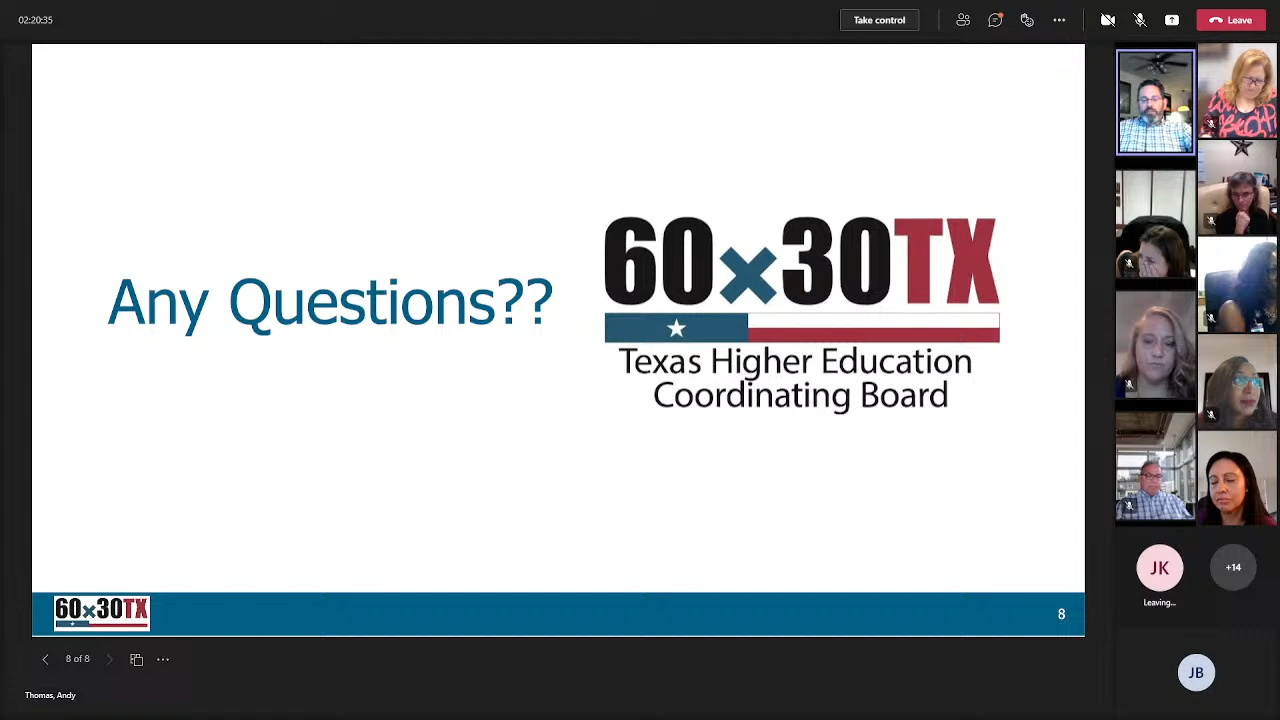 02:20:35
Take control
Leave
Any Questions??
60x30TX
Texas Higher Education
Coordinating Board
60x30TX
8
JK
+14
Leaving...
JB
8 of 8
Thomas, Andy